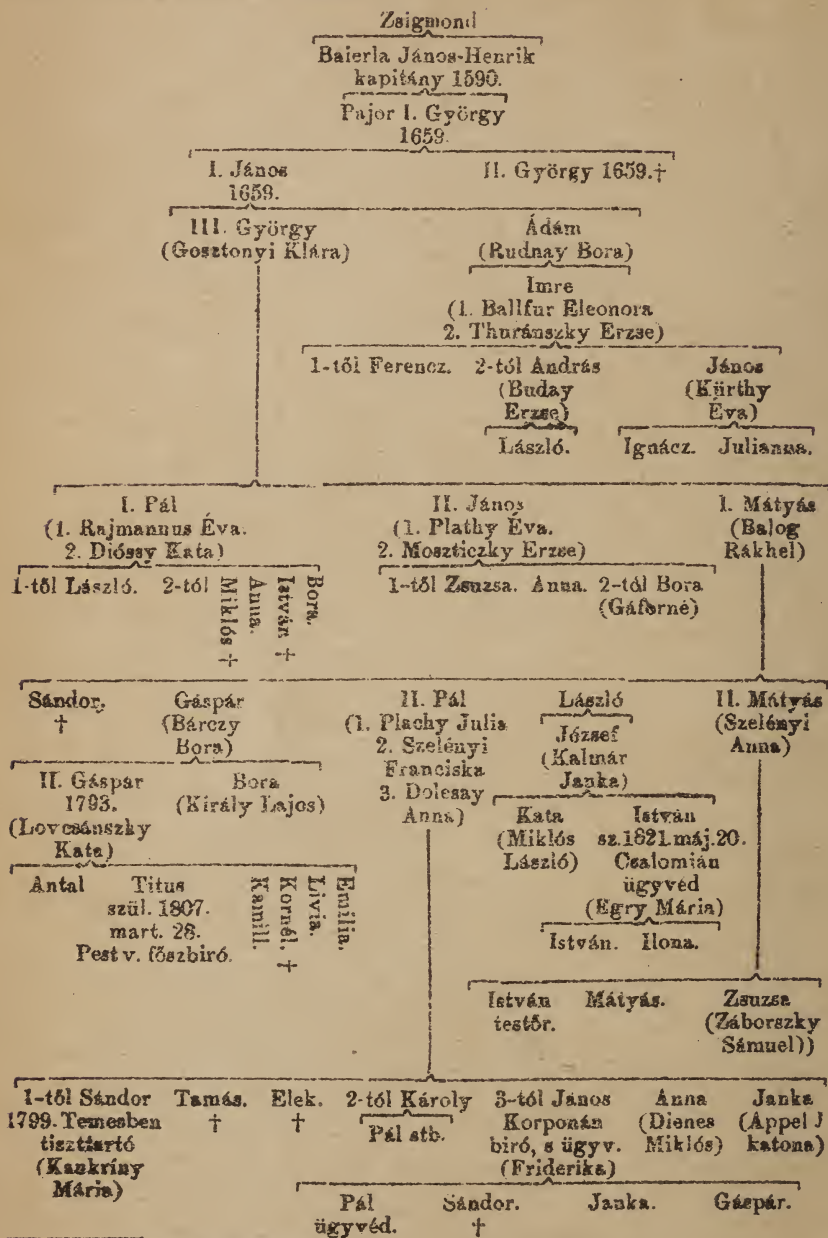 Zsigmond
Baierla János-Henrik
kapitány 1590.
Pajor I. György
1659.
I. János II. György 1659.†
1659.
III. György Ádám
(Gosztonyi Klára) (Rudnay Bora)
Imre
(1. Ballfur Eleonora
2. Thuránszky Erzse)
1-től Ferencz. 2-tól András János
(Buday (Kürthy
Erzse) Éva)
László. Ignácz. Julianna.
I. Pál II. János I. Mátyás
(1. Rajmannus Éva. (1. Plathy Éva. (Balog
2. Dióssy Kata) 2. Moszticzky Erzse) Rákhel)
1-től László. 2-tól Miklós † Anna. István † Bora. 1-től Zsuzsa. Anna. 2-tól Bora
(Gáforné)
Sándor. Gáspár II. Pál László II. Mátyás
† (Bárczy (1. Plachy Julia József (Szelényi
Bora) 2. Szelényi (Kalmár Anna)
Franciska Janka)
II. Gáspár Bora 3. Dolesay
1793. (Király Lajos) Anna) Kata István
(Lovcsánszky (Miklós sz.1821.máj.20.
Kata) László) Csalomián
Antal Titus Kamill. Kornél. † Livia. Emilia. ügyvéd
szül. 1807. (Egry Mária)
mart. 28. István. Ilona.
Pest v. főszbiró.
István Mátyás. Zsuzsa
testőr. (Záborszky
Sámuel))
1-től Sándor Tamás. Elek. 2-tól Károly 3-tól János Anna Janka
1799. Temesben † † Pál stb. Korponán (Dienes (Appel J
tisztiartó biró, s ügyv. Miklós) katona)
(Kankríny (Friderika)
Mária)
Pál Sándor. Janka. Gáspár.
ügyvéd. †